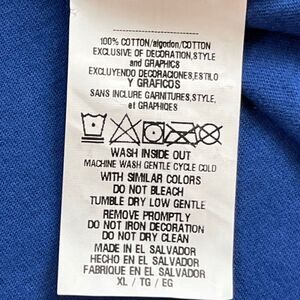 100% COTTON/algodon/COTTON
EXCLUSIVE OF DECORATION,STYLE
and GRAPHICS
EXCLUYENDO DECORACIONES,ESTILO
Y GRAFICOS
SANS INCLURE GARNITURES,STYLE,
et GRAPHIQES
WASH INSIDE OUT
MACHINE WASH GENTLE CYCLE COLD
WITH SIMILAR COLORS
DO NOT BLEACH
TUMBLE DRY LOW GENTLE
REMOVE PROMPTLY
DO NOT IRON DECORATION
DO NOT DRY CLEAN
MADE IN EL SALVADOR
HECHO EN EL SALVADOR
FABRIQUE EN EL SALVADOR
XL / TG / EG